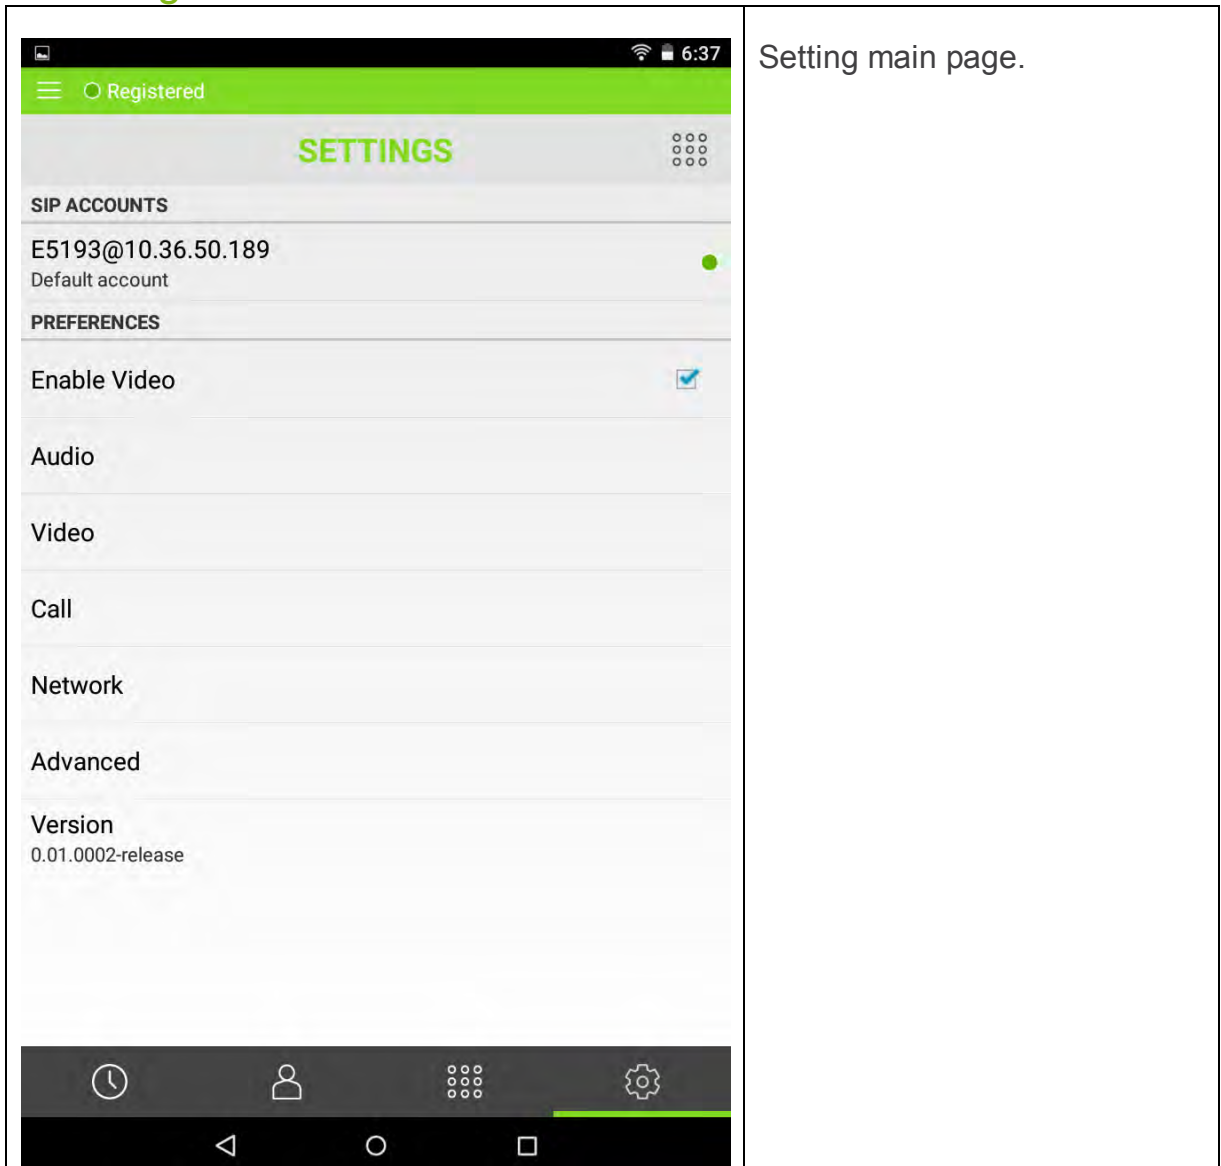 6:37
Registered
SETTINGS
SIP ACCOUNTS
E5193@10.36.50.189
Default account
PREFERENCES
Enable Video
Audio
Video
Call
Network
Advanced
Version
0.01.0002-release
Setting main page.